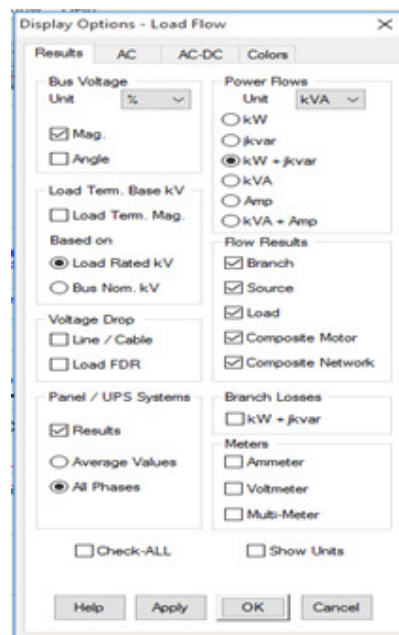 Display Options - Load Flow
Results AC AC-DC Colors
Bus Voltage
Unit %
Mag.
Angle
Load Term. Base kV
Load Term. Mag.
Based on
Load Rated kV
Bus Nom. kV
Voltage Drop
Line / Cable
Load FDR
Panel / UPS Systems
Results
Average Values
All Phases
Power Flows
Unit kVA
kW
jkvar
kW + jkvar
kVA
Amp
kVA + Amp
Flow Results
Branch
Source
Load
Composite Motor
Composite Network
Branch Losses
kW + jkvar
Meters
Ammeter
Voltmeter
Multi-Meter
Check-ALL
Show Units
Help Apply OK Cancel